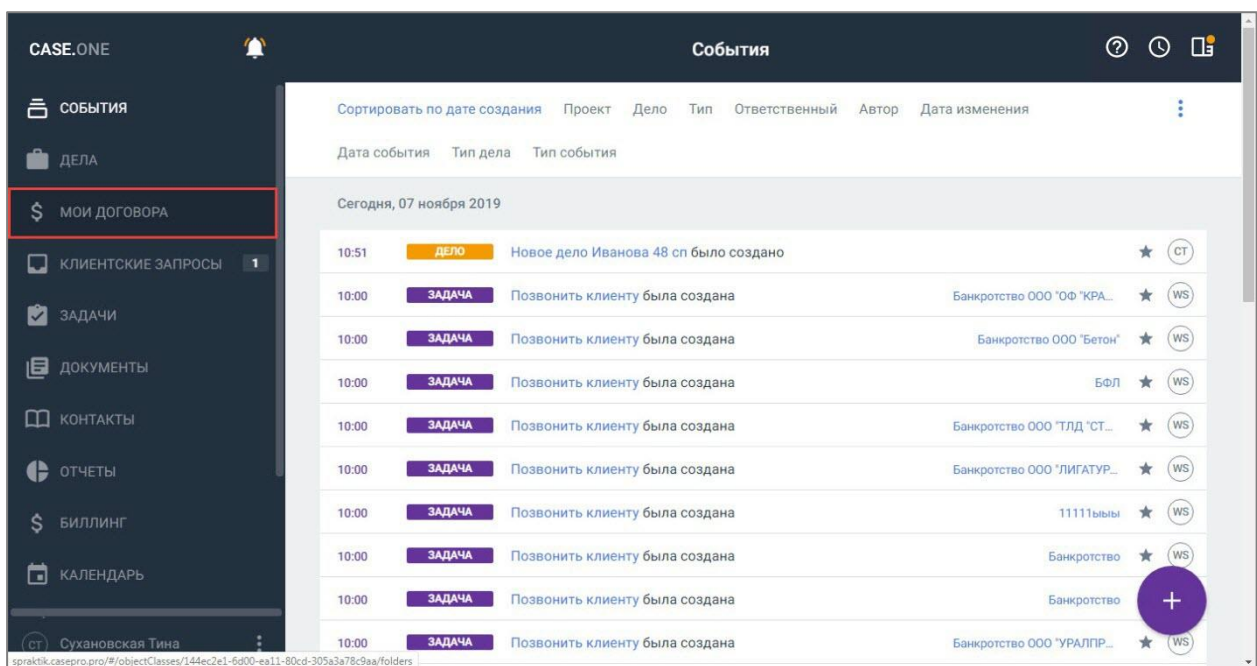 CASE.ONE
События
СОБЫТИЯ
ДЕЛА
МОИ ДОГОВОРА
КЛИЕНТСКИЕ ЗАПРОСЫ 1
ЗАДАЧИ
ДОКУМЕНТЫ
КОНТАКТЫ
ОТЧЕТЫ
БИЛЛИНГ
КАЛЕНДАРЬ
СТ Сухановская Тина
spraktik.casepro.pro/#/objectClasses/144ec2e1-6d00-ea11-80cd-305a3a78c9aa/folders
Сортировать по дате создания Проект Дело Тип Ответственный Автор Дата изменения
Дата события Тип дела Тип события
Сегодня, 07 ноября 2019
10:51 ДЕЛО Новое дело Иванова 48 сп было создано СТ
10:00 ЗАДАЧА Позвонить клиенту была создана Банкротство ООО "ОФ "КРА... WS
10:00 ЗАДАЧА Позвонить клиенту была создана Банкротство ООО "Бетон" WS
10:00 ЗАДАЧА Позвонить клиенту была создана БФЛ WS
10:00 ЗАДАЧА Позвонить клиенту была создана Банкротство ООО "ТЛД "СТ... WS
10:00 ЗАДАЧА Позвонить клиенту была создана Банкротство ООО "ЛИГАТУР... WS
10:00 ЗАДАЧА Позвонить клиенту была создана 11111ыыы WS
10:00 ЗАДАЧА Позвонить клиенту была создана Банкротство WS
10:00 ЗАДАЧА Позвонить клиенту была создана Банкротство
10:00 ЗАДАЧА Позвонить клиенту была создана Банкротство ООО "УРАЛПР... WS